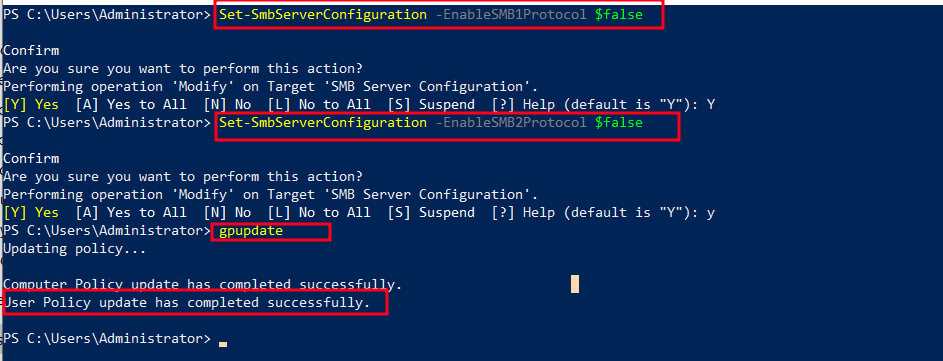 PS C:\Users\Administrator> Set-SmbServerConfiguration -EnableSMB1Protocol $false
Confirm
Are you sure you want to perform this action?
Performing operation 'Modify' on Target 'SMB Server Configuration'.
[Y] Yes  [A] Yes to All  [N] No  [L] No to All  [S] Suspend  [?] Help (default is "Y"): Y
PS C:\Users\Administrator> Set-SmbServerConfiguration -EnableSMB2Protocol $false
Confirm
Are you sure you want to perform this action?
Performing operation 'Modify' on Target 'SMB Server Configuration'.
[Y] Yes  [A] Yes to All  [N] No  [L] No to All  [S] Suspend  [?] Help (default is "Y"): y
PS C:\Users\Administrator> gpupdate
Updating policy...
Computer Policy update has completed successfully.
User Policy update has completed successfully.
PS C:\Users\Administrator>